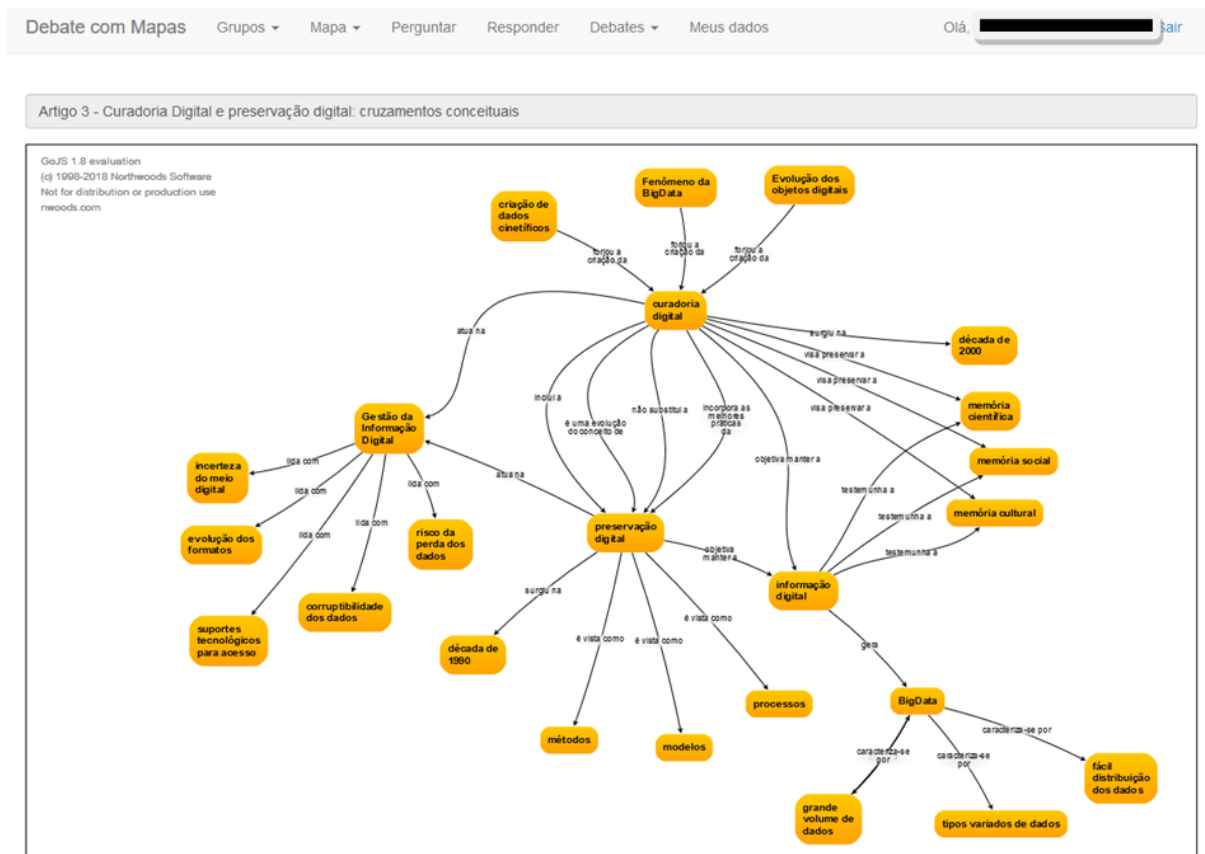 Debate com Mapas Grupos Mapa Perguntar Responder Debates Meus dados Olá, Sair
Artigo 3 - Curadoria Digital e preservação digital: cruzamentos conceituais
GoJS 1.8 evaluation
(c) 1998-2018 Northwoods Software
Not for distribution or production use
nwoods.com
criação de
dados
cinetíficos
Fenómeno da
BigData
Evolução dos
objetos digitais
forjou a
criação da
forjou a
criação da
forjou a
criação da
curadoria
digital
atua na
surgiu na
década de
2000
visa preservar a
visa preservar a
visa preservar a
memória
científica
memória social
memória cultural
inclui a
é uma evolução
do conceito de
não substitui a
incorpora as
melhores
práticas
da
objetiva manter a
Gestão da
Informação
Digital
lida com
lida com
lida com
lida com
lida com
incerteza
do meio
digital
evolução dos
formatos
suportes
tecnológicos
para acesso
corruptibilidade
dos dados
risco da
perda dos
dados
atua na
preservação
digital
objetiva
manter a
informação
digital
testemunha a
testemunha a
testemunha a
surgiu na
é vista como
é vista como
é vista como
década de
1990
métodos
modelos
processos
gera
BigData
caracteriza-se
por
caracteriza-se
por
caracteriza-se por
grande
volume de
dados
tipos variados de dados
fácil
distribuição
dos dados